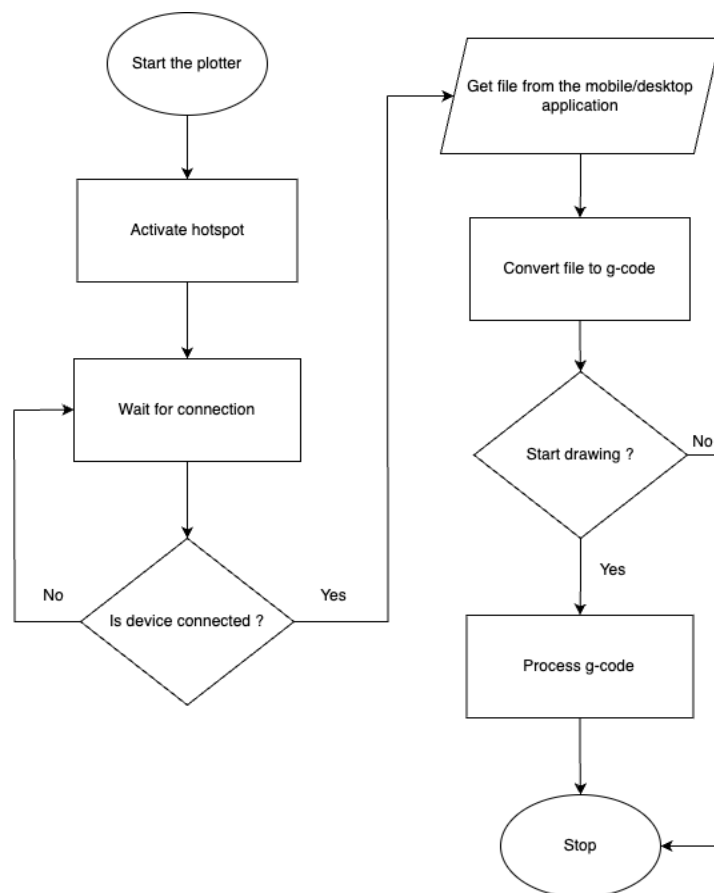 Start the plotter
Activate hotspot
Wait for connection
Is device connected ?
No
Yes
Get file from the mobile/desktop
application
Convert file to g-code
Start drawing ?
No
Yes
Process g-code
Stop